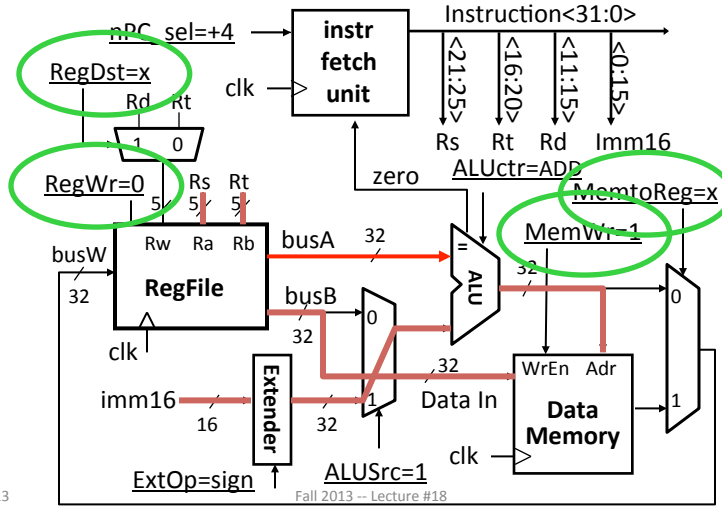 nPC_sel=+4
instr
fetch
unit
clk
Instruction<31:0>
<21:25>
<16:20>
<11:15>
<0:15>
Rs
Rt
Rd
Imm16
RegDst=x
Rd
Rt
1
0
RegWr=0
Rs
Rt
5
5
5
zero
ALUctr=ADD
MemtoReg=x
MemWr=1
busW
32
Rw
Ra
Rb
RegFile
clk
busA
32
busB
32
=
ALU
32
0
1
0
1
imm16
16
Extender
32
32
Data In
WrEn
Adr
Data
Memory
clk
ExtOp=sign
ALUSrc=1
Fall 2013 -- Lecture #18